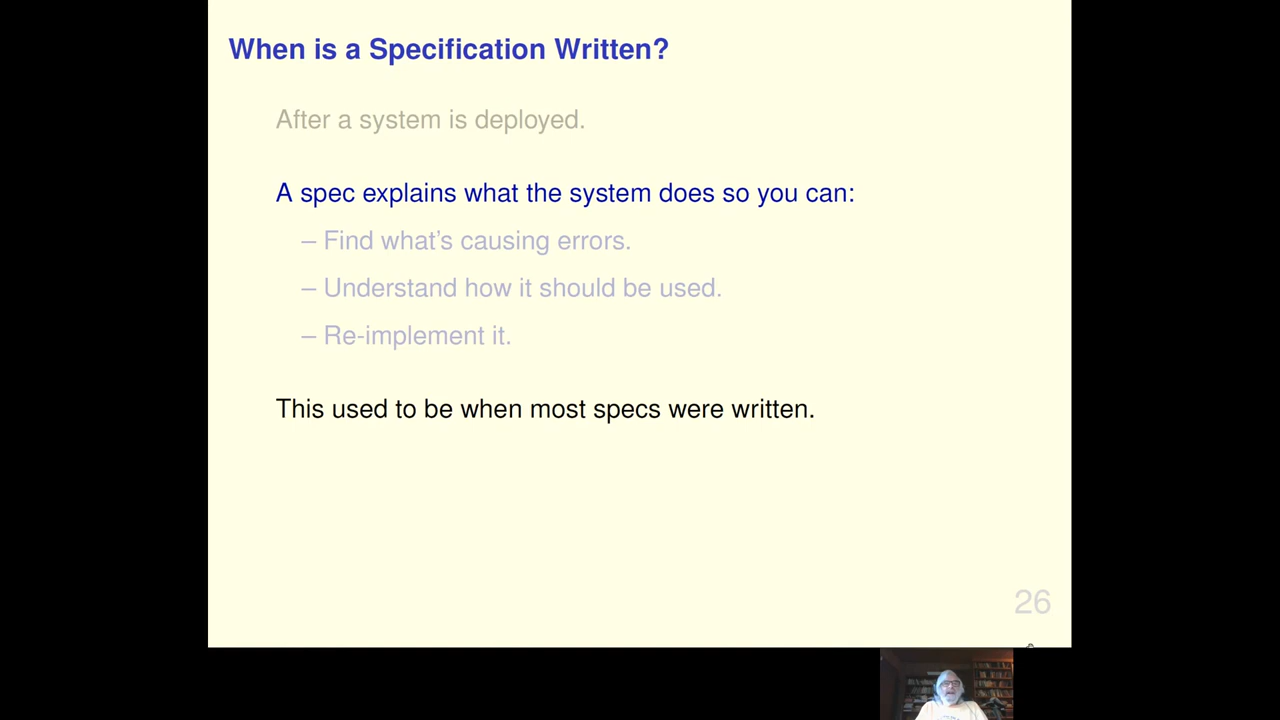 When is a Specification Written?
After a system is deployed.
A spec explains what the system does so you can:
– Find what’s causing errors.
– Understand how it should be used.
– Re-implement it.
This used to be when most specs were written.
26